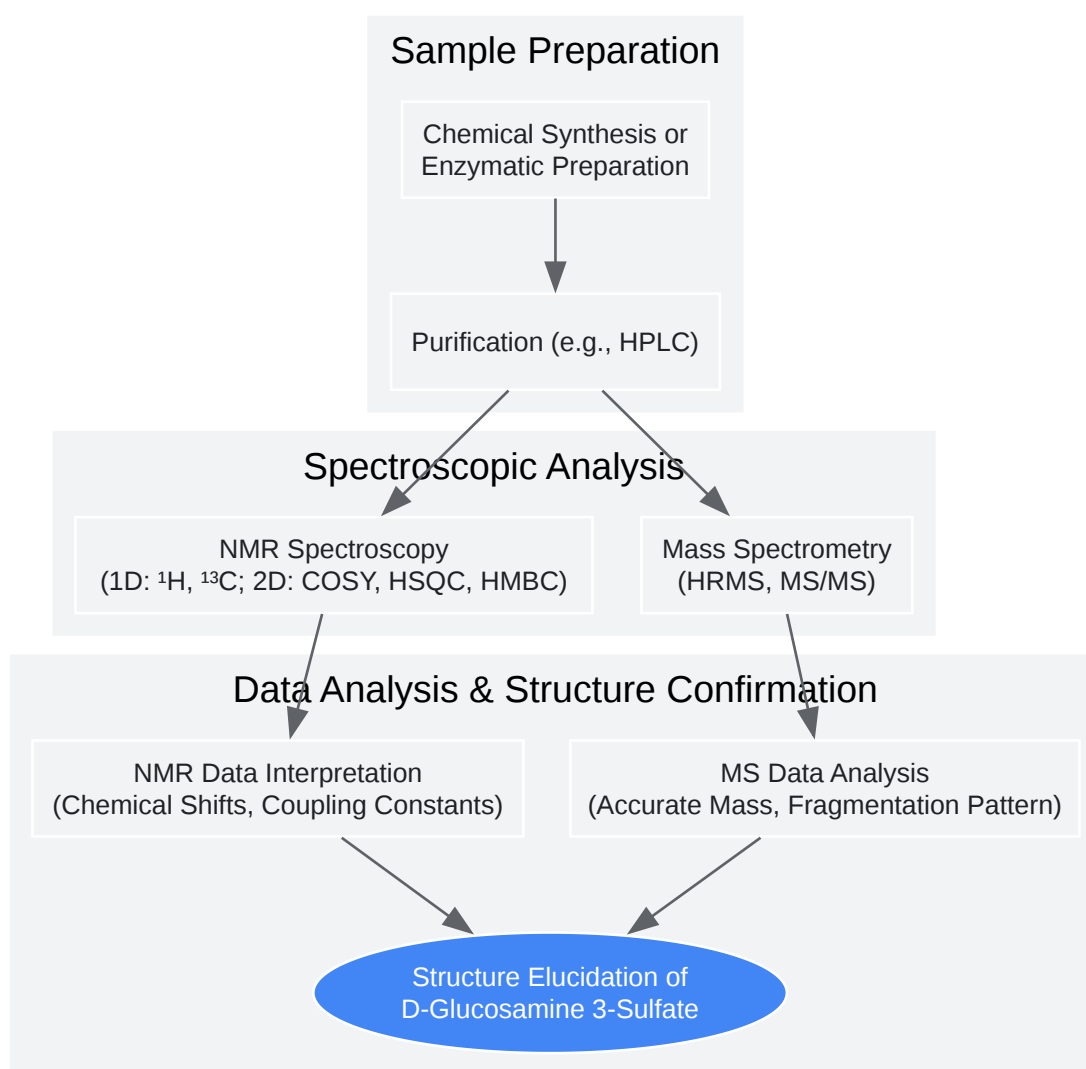 Sample Preparation
Chemical Synthesis or
Enzymatic Preparation
Purification (e.g., HPLC)
Spectroscopic Analysis
NMR Spectroscopy
(1D: ¹H, ¹³C; 2D: COSY, HSQC, HMBC)
Mass Spectrometry
(HRMS, MS/MS)
Data Analysis & Structure Confirmation
NMR Data Interpretation
(Chemical Shifts, Coupling Constants)
MS Data Analysis
(Accurate Mass, Fragmentation Pattern)
Structure Elucidation of
D-Glucosamine 3-Sulfate